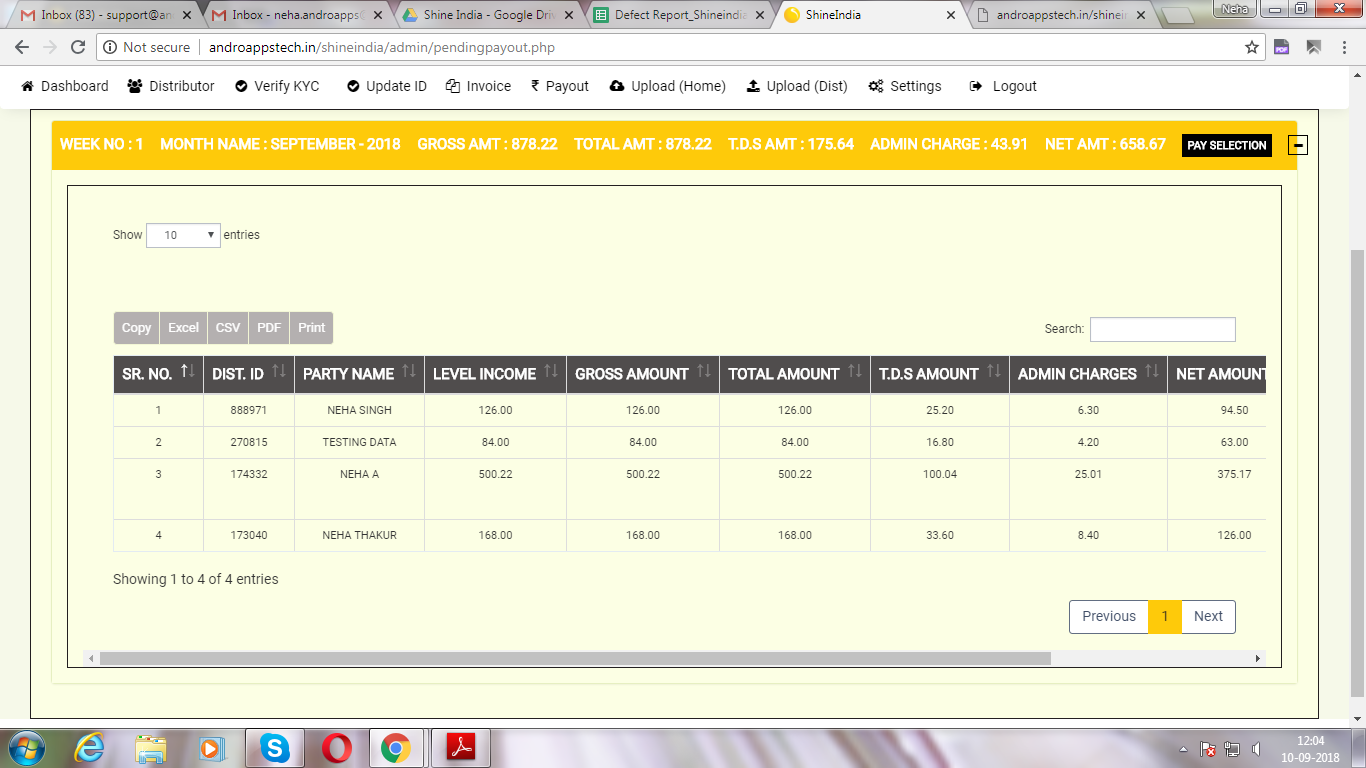 Inbox (83) - support@an
Inbox - neha.androapps@
Shine India - Google Driv
Defect Report_Shineindia
ShineIndia
androappstech.in/shinein
Neha
Not secure androappstech.in/shineindia/admin/pendingpayout.php
Dashboard Distributor Verify KYC Update ID Invoice ₹ Payout Upload (Home) Upload (Dist) Settings Logout
WEEK NO : 1 MONTH NAME : SEPTEMBER - 2018 GROSS AMT : 878.22 TOTAL AMT : 878.22 T.D.S AMT : 175.64 ADMIN CHARGE : 43.91 NET AMT : 658.67 PAY SELECTION
Show 10 entries
Copy Excel CSV PDF Print Search:
SR. NO. DIST. ID PARTY NAME LEVEL INCOME GROSS AMOUNT TOTAL AMOUNT T.D.S AMOUNT ADMIN CHARGES NET AMOUNT
1 888971 NEHA SINGH 126.00 126.00 126.00 25.20 6.30 94.50
2 270815 TESTING DATA 84.00 84.00 84.00 16.80 4.20 63.00
3 174332 NEHA A 500.22 500.22 500.22 100.04 25.01 375.17
4 173040 NEHA THAKUR 168.00 168.00 168.00 33.60 8.40 126.00
Showing 1 to 4 of 4 entries
Previous 1 Next
12:04
10-09-2018